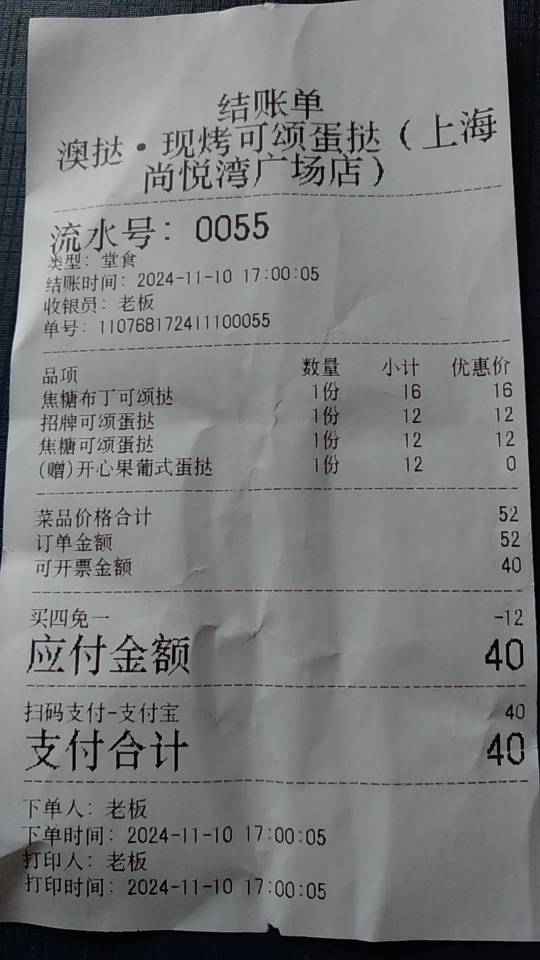 结账单
澳挞·现烤可颂蛋挞(上海
尚悦湾广场店)
流水号: 0055
类型: 堂食
结账时间: 2024-11-10 17:00:05
收银员: 老板
单号: 110768172411100055
品项 数量 小计 优惠价
焦糖布丁可颂挞 1份 16 16
招牌可颂蛋挞 1份 12 12
焦糖可颂蛋挞 1份 12 12
(赠)开心果葡式蛋挞 1份 12 0
菜品价格合计 52
订单金额 52
可开票金额 40
买四免一 -12
应付金额 40
扫码支付-支付宝 40
支付合计 40
下单人: 老板
下单时间: 2024-11-10 17:00:05
打印人: 老板
打印时间: 2024-11-10 17:00:05